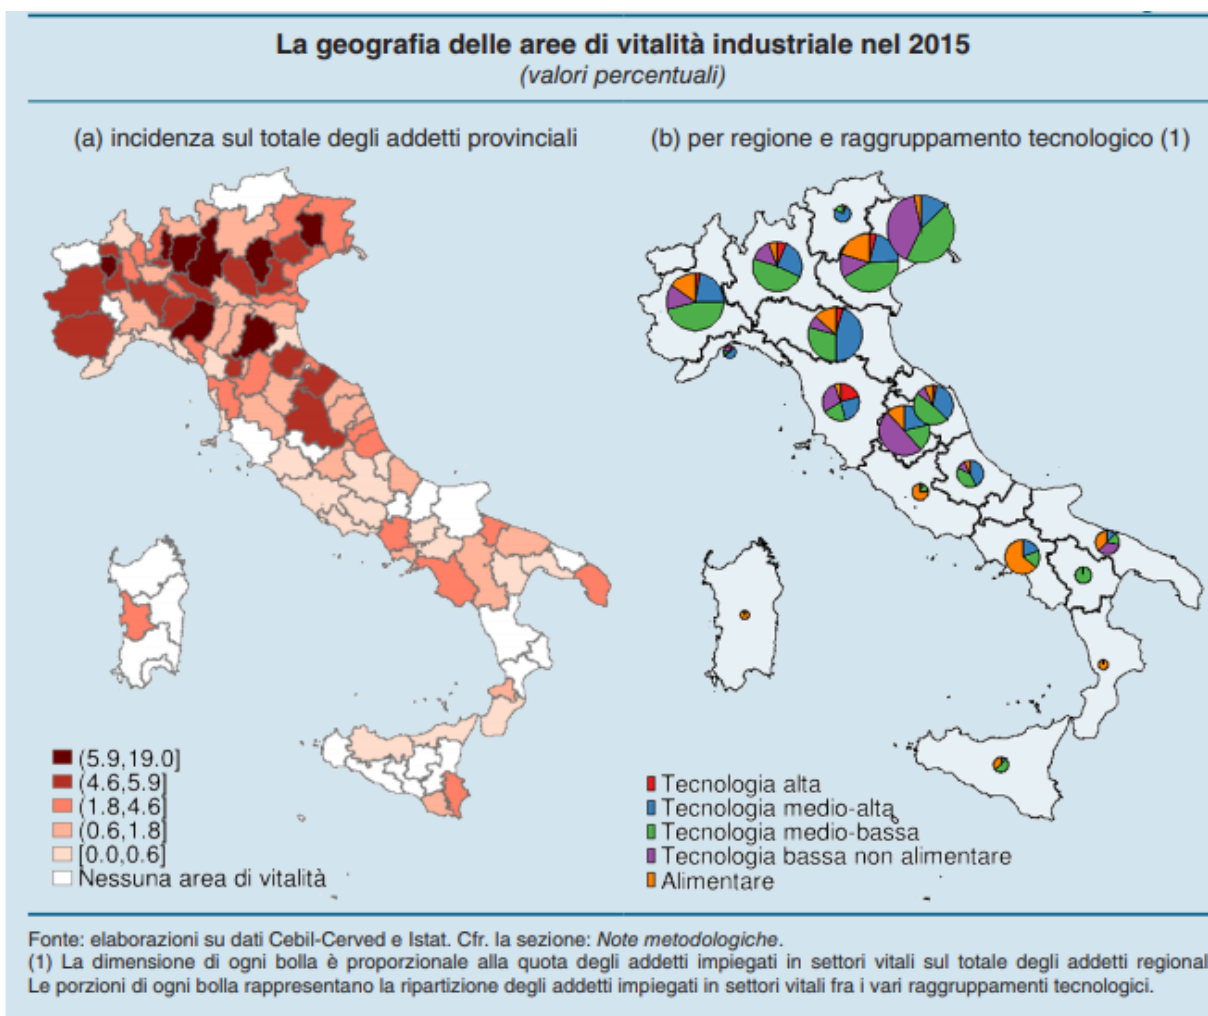 La geografia delle aree di vitalità industriale nel 2015
(valori percentuali)
(a) incidenza sul totale degli addetti provinciali
(b) per regione e raggruppamento tecnologico (1)
(5.9,19.0]
(4.6,5.9]
(1.8,4.6]
(0.6,1.8]
[0.0,0.6]
Nessuna area di vitalità
Tecnologia alta
Tecnologia medio-alta
Tecnologia medio-bassa
Tecnologia bassa non alimentare
Alimentare
Fonte: elaborazioni su dati Cebil-Cerved e Istat. Cfr. la sezione: Note metodologiche.
(1) La dimensione di ogni bolla è proporzionale alla quota degli addetti impiegati in settori vitali sul totale degli addetti regional
Le porzioni di ogni bolla rappresentano la ripartizione degli addetti impiegati in settori vitali fra i vari raggruppamenti tecnologici.